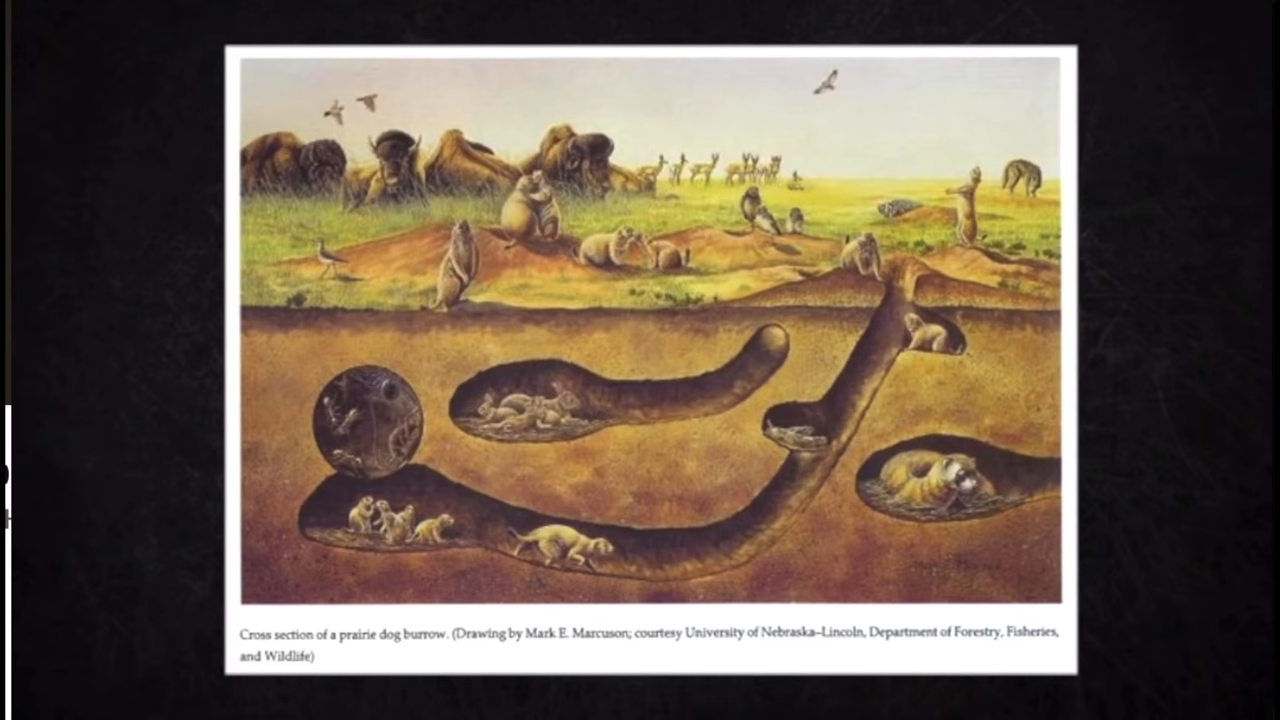 Cross section of a prairie dog burrow. (Drawing by Mark E. Marcuson; courtesy University of Nebraska–Lincoln, Department of Forestry, Fisheries,
and Wildlife)